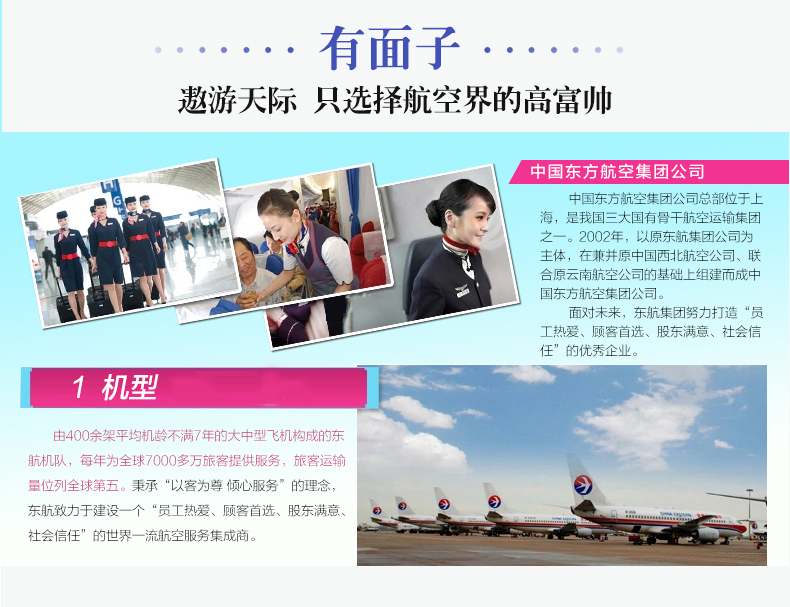 有面子
遨游天际 只选择航空界的高富帅
中国东方航空集团公司
中国东方航空集团公司总部位于上
海，是我国三大国有骨干航空运输集团
之一。2002年，以原东航集团公司为
主体，在兼并原中国西北航空公司、联
合原云南航空公司的基础上组建而成中
国东方航空集团公司。
面对未来，东航集团努力打造“员
工热爱、顾客首选、股东满意、社会信
任”的优秀企业。
1 机型
由400余架平均机龄不满7年的大中型飞机构成的东
航机队，每年为全球7000多万旅客提供服务，旅客运输
量位列全球第五。秉承“以客为尊 倾心服务”的理念，
东航致力于建设一个“员工热爱、顾客首选、股东满意、
社会信任”的世界一流航空服务集成商。
CHINA EASTERN